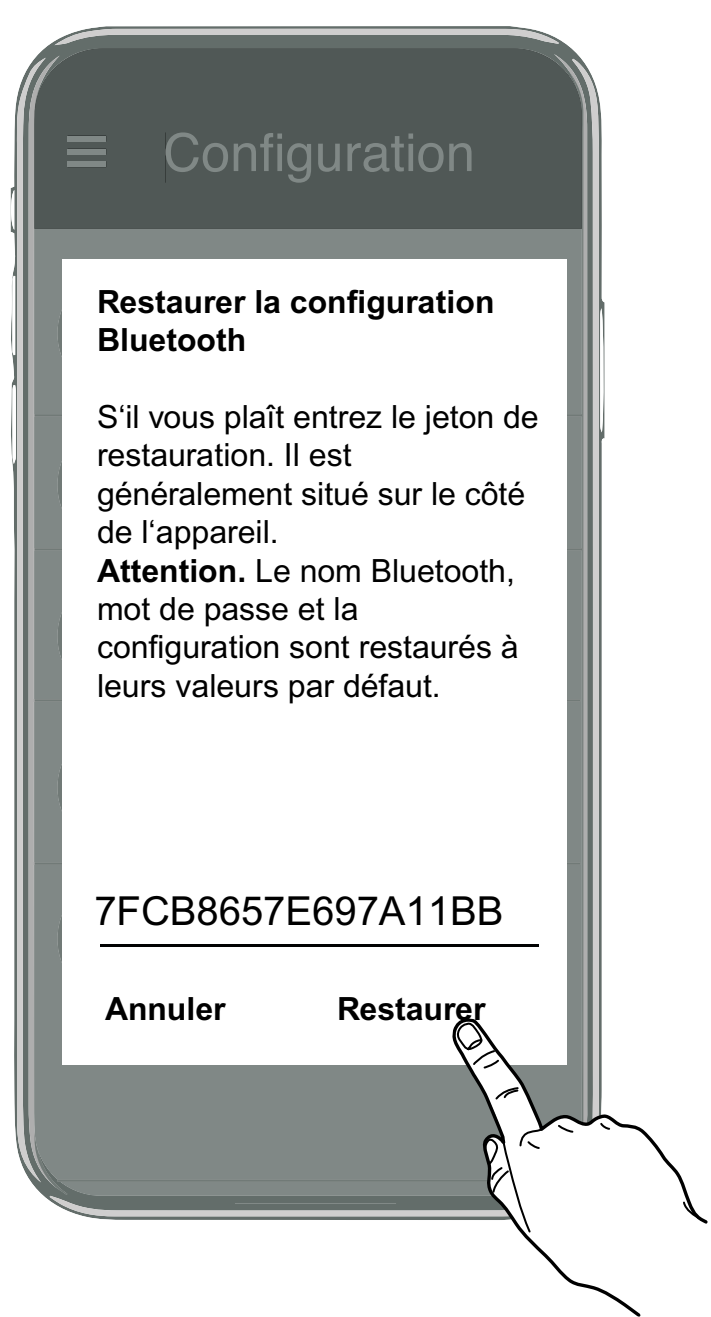 Configuration
Restaurer la configuration
Bluetooth
S‘il vous plaît entrez le jeton de
restauration. Il est
généralement situé sur le côté
de l‘appareil.
Attention. Le nom Bluetooth,
mot de passe et la
configuration sont restaurés à
leurs valeurs par défaut.
7FCB8657E697A11BB
Annuler Restaurer